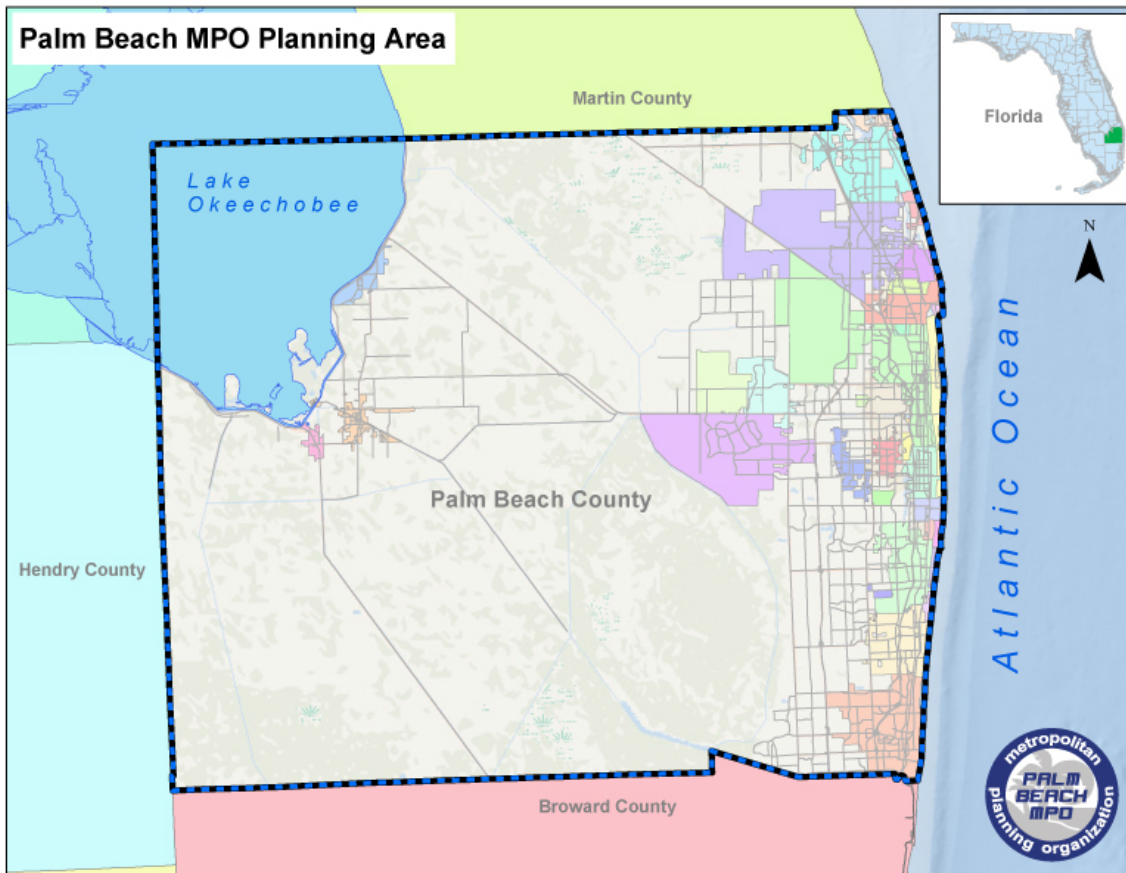 Palm Beach MPO Planning Area
Martin County
Florida
Lake
Okeechobee
N
Atlantic Ocean
Palm Beach County
Hendry County
Broward County
metropolitan
PALM
BEACH
MPO
planning organization